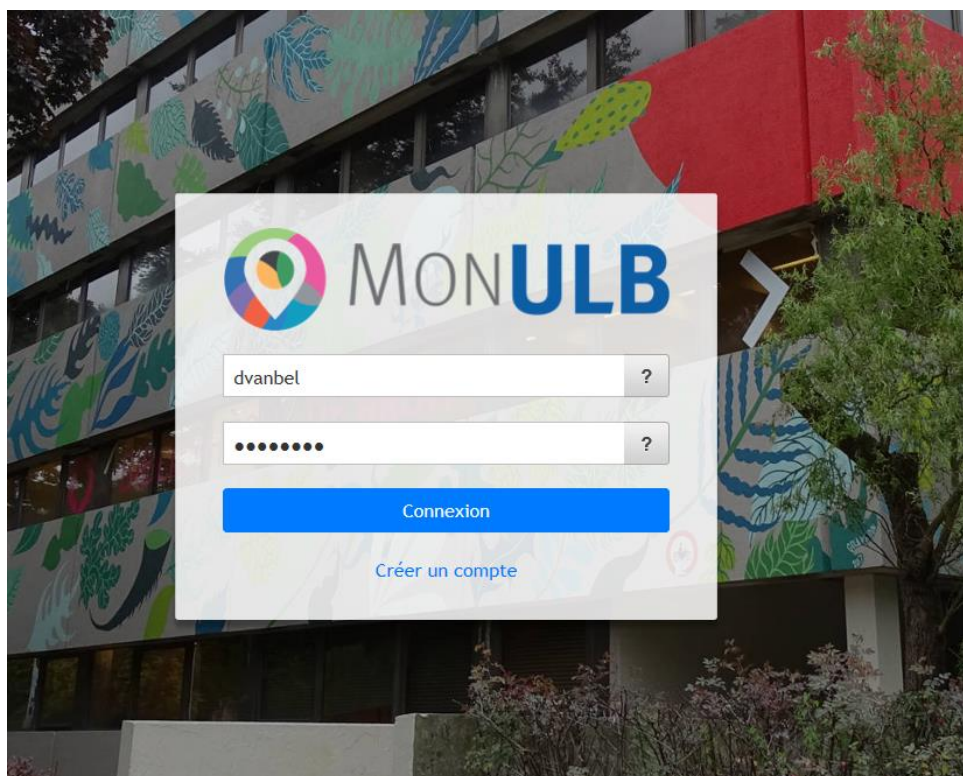 MONULB
dvanbel
?
••••••••
?
Connexion
Créer un compte